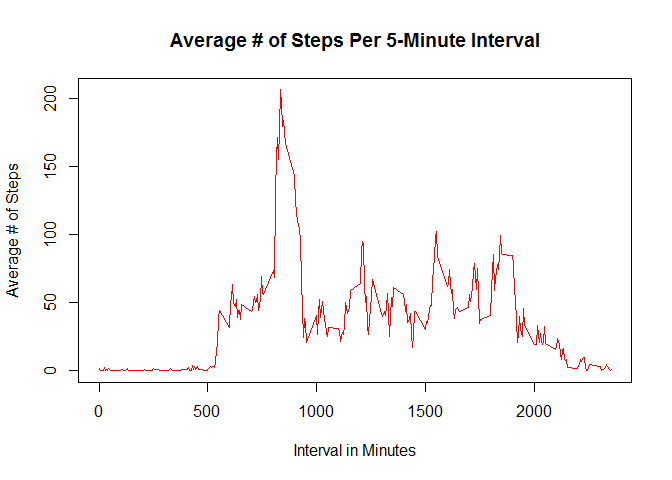 Average # of Steps Per 5-Minute Interval
Average # of Steps
200
150
100
50
0
0 500 1000 1500 2000
Interval in Minutes